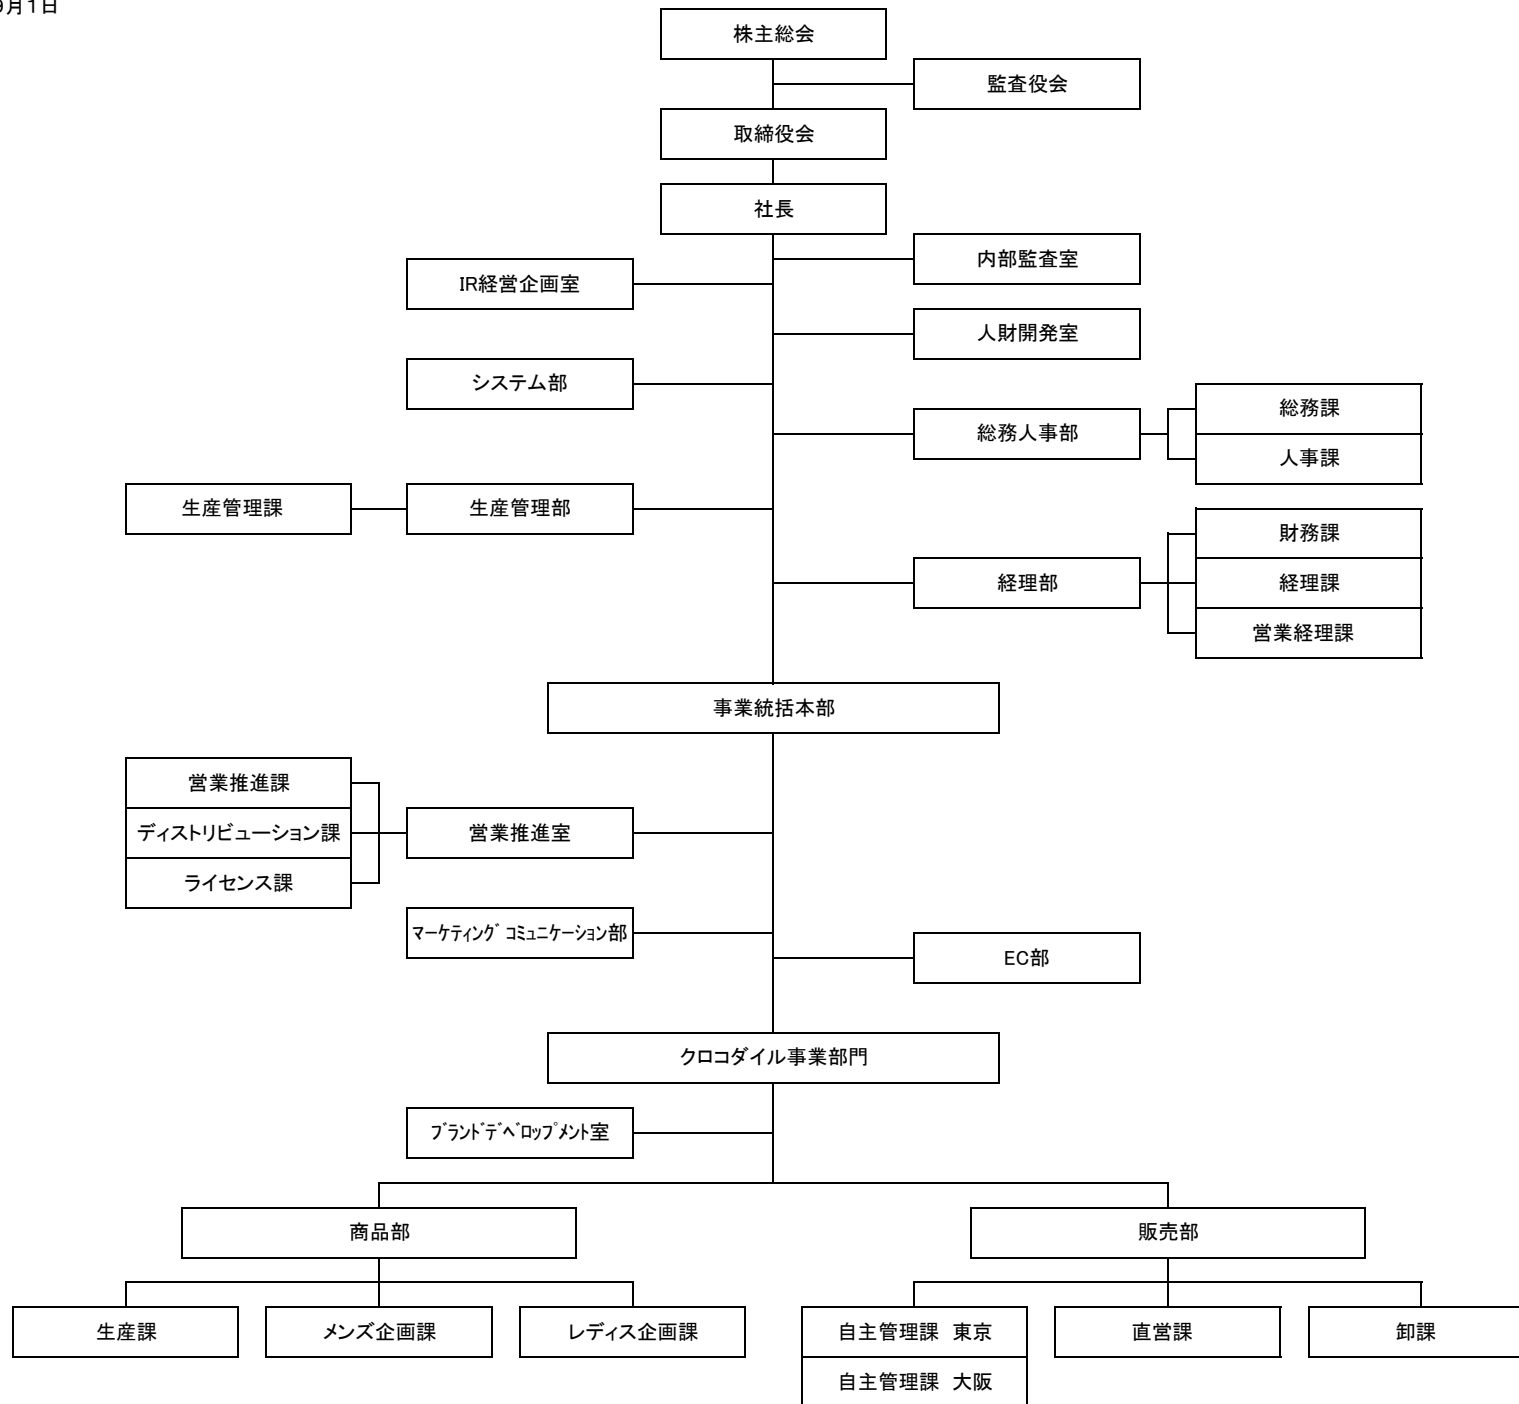 9月1日
株主総会
監査役会
取締役会
社長
内部監査室
IR経営企画室
人財開発室
システム部
総務課
総務人事部
人事課
生産管理課
生産管理部
財務課
経理部
経理課
営業経理課
事業統括本部
営業推進課
ディストリビューション課
営業推進室
ライセンス課
ﾏｰｹﾃｨﾝｸﾞｺﾐｭﾆｹｰｼｮﾝ部
EC部
クロコダイル事業部門
ﾌﾞﾗﾝﾄﾞﾃﾞﾍﾞﾛｯﾌﾟﾒﾝﾄ室
商品部
販売部
生産課
メンズ企画課
レディス企画課
自主管理課 東京
直営課
卸課
自主管理課 大阪